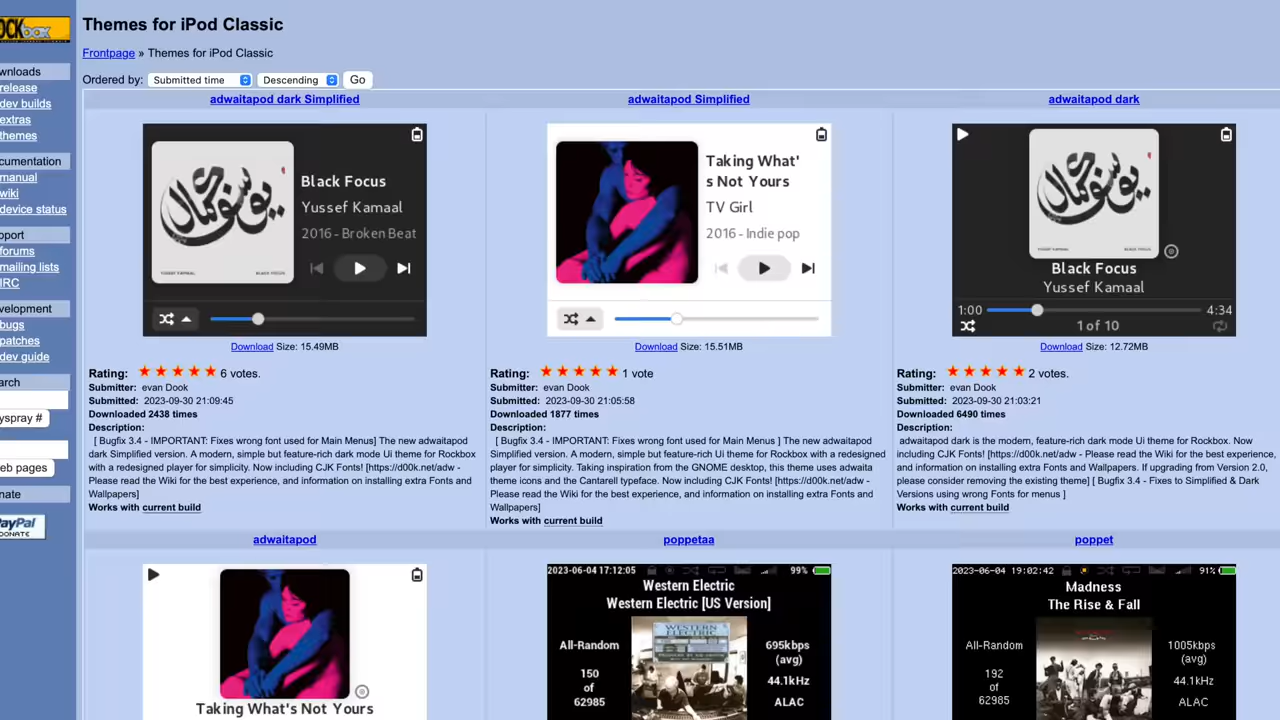 OCKbox
Themes for iPod Classic
Frontpage » Themes for iPod Classic
Ordered by: Submitted time Descending Go
wnloads
release
dev builds
extras
themes
cumentation
manual
wiki
device status
pport
forums
mailing lists
IRC
velopment
bugs
patches
dev guide
arch
yspray #
eb pages
nate
PayPal
DONATE
adwaitapod dark Simplified
يوسف كمال
YUSSEF KAMAAL BLACK FOCUS
Black Focus
Yussef Kamaal
2016 - Broken Beat
Download Size: 15.49MB
Rating: 6 votes.
Submitter: evan Dook
Submitted: 2023-09-30 21:09:45
Downloaded 2438 times
Description:
[ Bugfix 3.4 - IMPORTANT: Fixes wrong font used for Main Menus] The new adwaitapod
dark Simplified version. A modern, simple but feature-rich dark mode Ui theme for Rockbox
with a redesigned player for simplicity. Now including CJK Fonts! [https://d00k.net/adw -
Please read the Wiki for the best experience, and information on installing extra Fonts and
Wallpapers]
Works with current build
adwaitapod Simplified
Taking What'
s Not Yours
TV Girl
2016 - Indie pop
Download Size: 15.51MB
Rating: 1 vote
Submitter: evan Dook
Submitted: 2023-09-30 21:05:58
Downloaded 1877 times
Description:
[ Bugfix 3.4 - IMPORTANT: Fixes wrong font used for Main Menus ] The new adwaitapod
Simplified version. A modern, simple but feature-rich Ui theme for Rockbox with a redesigned
player for simplicity. Taking inspiration from the GNOME desktop, this theme uses adwaita
theme icons and the Cantarell typeface. Now including CJK Fonts! [https://d00k.net/adw -
Please read the Wiki for the best experience, and information on installing extra Fonts and
Wallpapers]
Works with current build
adwaitapod dark
يوسف كمال
YUSSEF KAMAAL BLACK FOCUS
Black Focus
Yussef Kamaal
1:00 4:34
1 of 10
Download Size: 12.72MB
Rating: 2 votes.
Submitter: evan Dook
Submitted: 2023-09-30 21:03:21
Downloaded 6490 times
Description:
adwaitapod dark is the modern, feature-rich dark mode Ui theme for Rockbox. Now
including CJK Fonts! [https://d00k.net/adw - Please read the Wiki for the best experience,
and information on installing extra Fonts and Wallpapers. If upgrading from Version 2.0,
please consider removing the existing theme] [ Bugfix 3.4 - Fixes to Simplified & Dark
Versions using wrong Fonts for menus ]
Works with current build
adwaitapod
Taking What's Not Yours
poppetaa
2023-06-04 17:12:05 99%
Western Electric
Western Electric [US Version]
WESTERN
ELECTRIC
All-Random
150
of
62985
695kbps
(avg)
44.1kHz
ALAC
poppet
2023-06-04 19:02:42 91%
Madness
The Rise & Fall
All-Random
192
of
62985
1005kbps
(avg)
44.1kHz
ALAC